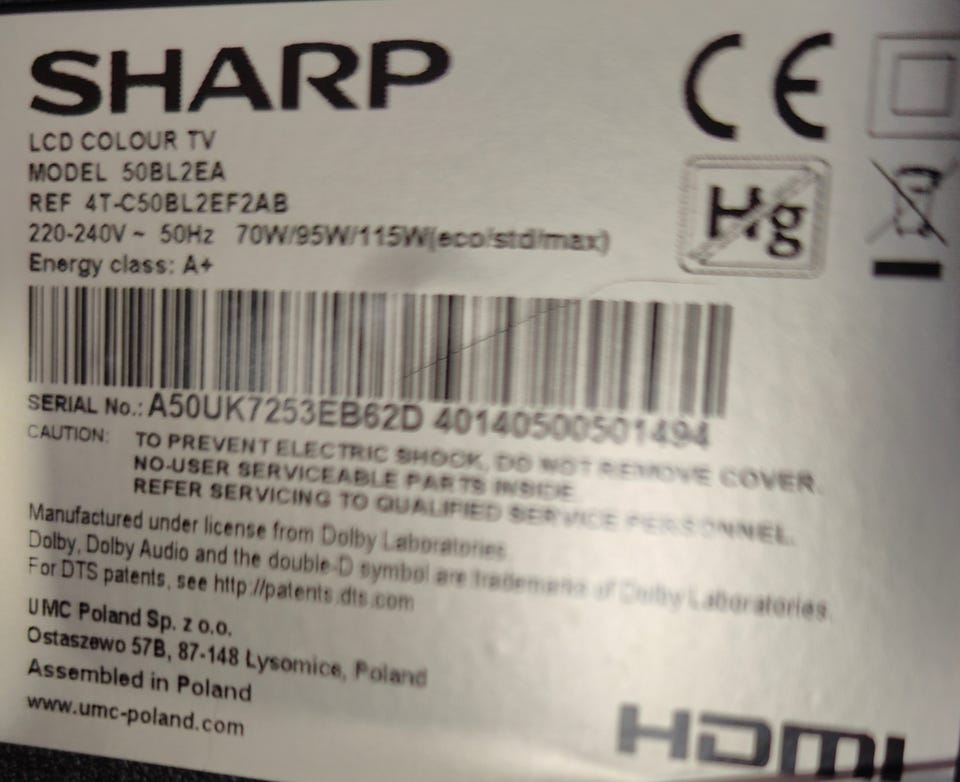 SHARP
CE
LCD COLOUR TV
MODEL 50BL2EA
REF 4T-C50BL2EF2AB
220-240V ~ 50Hz 70W/95W/115W(eco/std/max)
Hg
Energy class: A+
SERIAL No.: A50UK7253EB62D 40140500501494
CAUTION: TO PREVENT ELECTRIC SHOCK, DO NOT REMOVE COVER.
NO-USER SERVICEABLE PARTS INSIDE.
REFER SERVICING TO QUALIFIED SERVICE PERSONNEL.
Manufactured under license from Dolby Laboratories.
Dolby, Dolby Audio and the double-D symbol are trademarks of Dolby Laboratories.
For DTS patents, see http://patents.dts.com
UMC Poland Sp. z o.o.
Ostaszewo 57B, 87-148 Łysomice, Poland
Assembled in Poland
www.umc-poland.com
HDMI